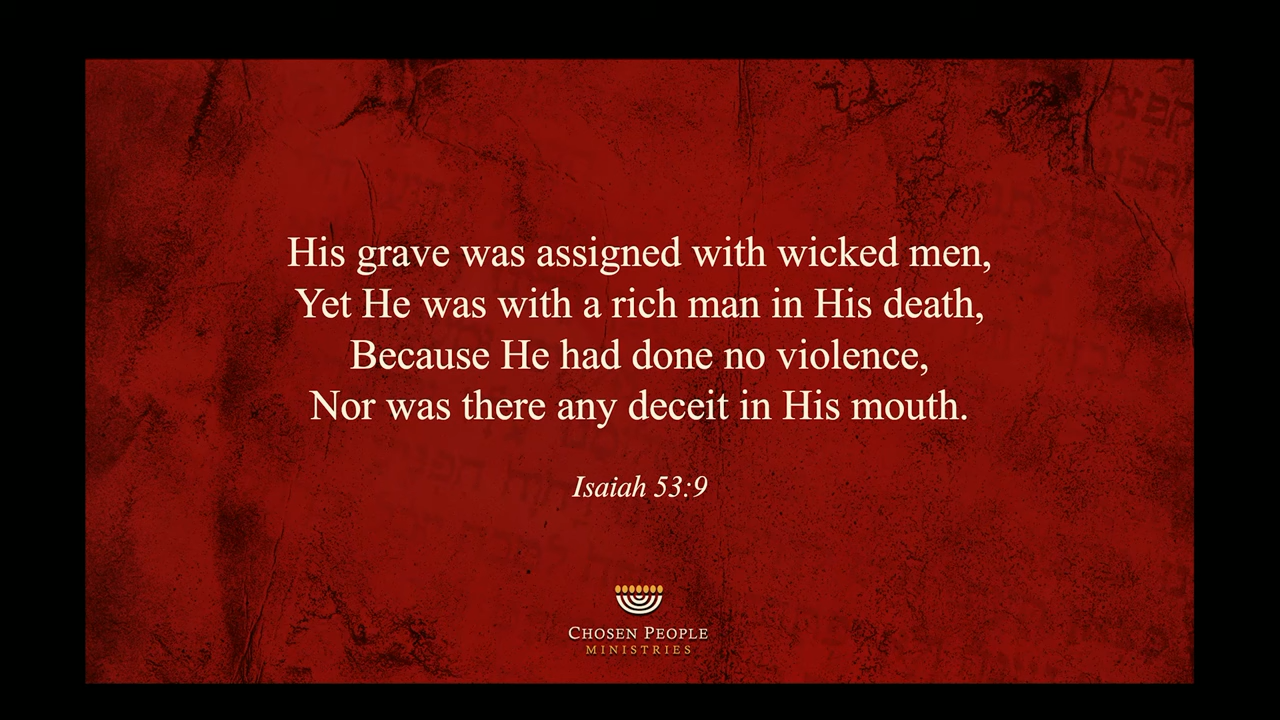 His grave was assigned with wicked men,
Yet He was with a rich man in His death,
Because He had done no violence,
Nor was there any deceit in His mouth.
Isaiah 53:9
CHOSEN PEOPLE
MINISTRIES